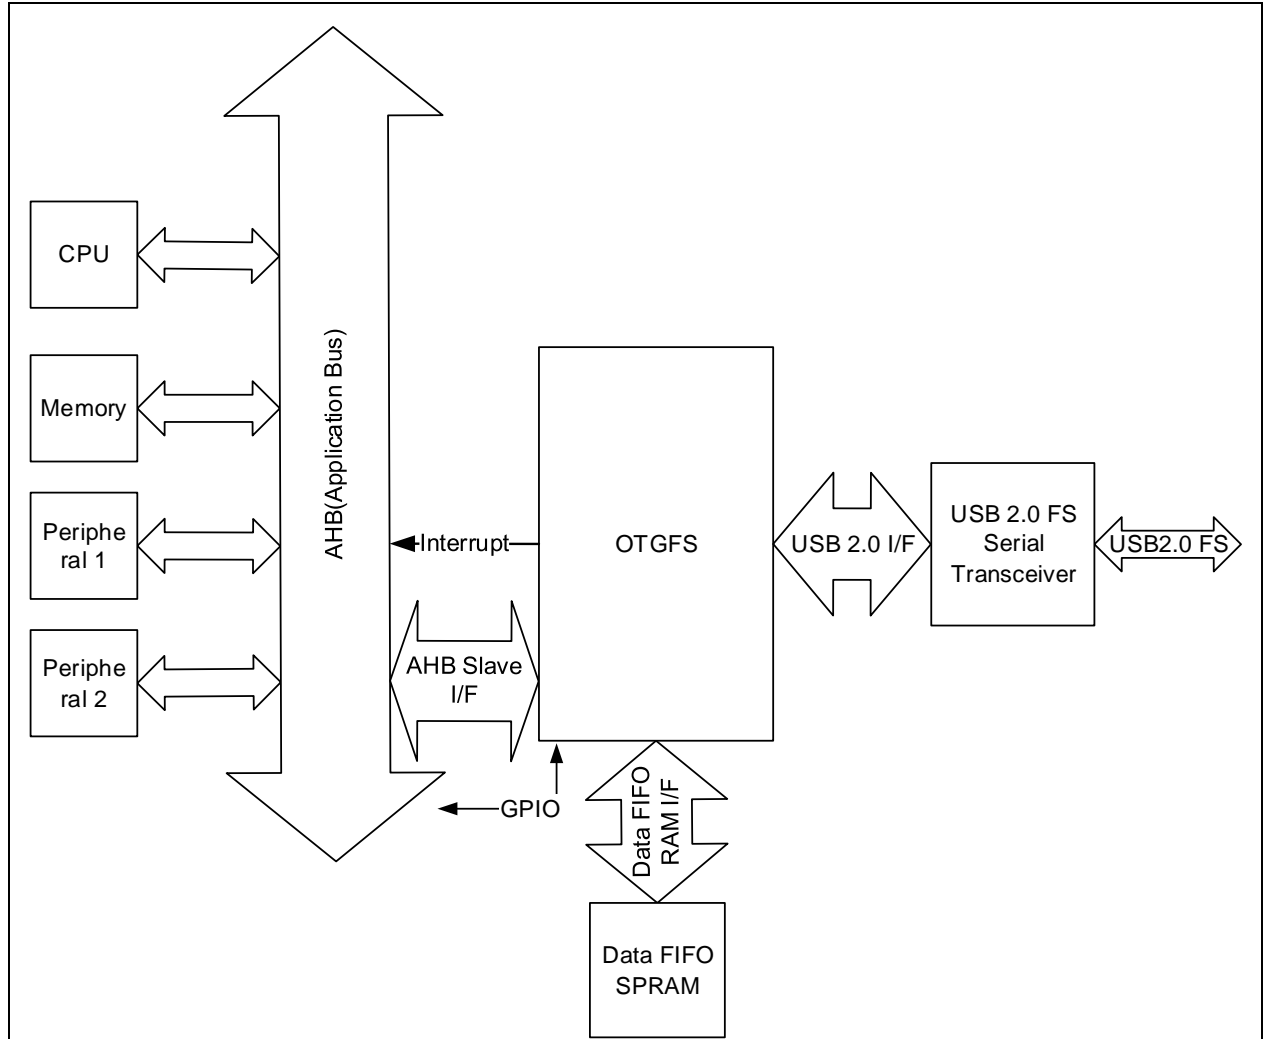 CPU
Memory
Periphe
ral 1
Periphe
ral 2
AHB(Application Bus)
Interrupt
AHB Slave
I/F
GPIO
OTGFS
Data FIFO
RAM I/F
Data FIFO
SPRAM
USB 2.0 I/F
USB 2.0 FS
Serial
Transceiver
USB2.0 FS